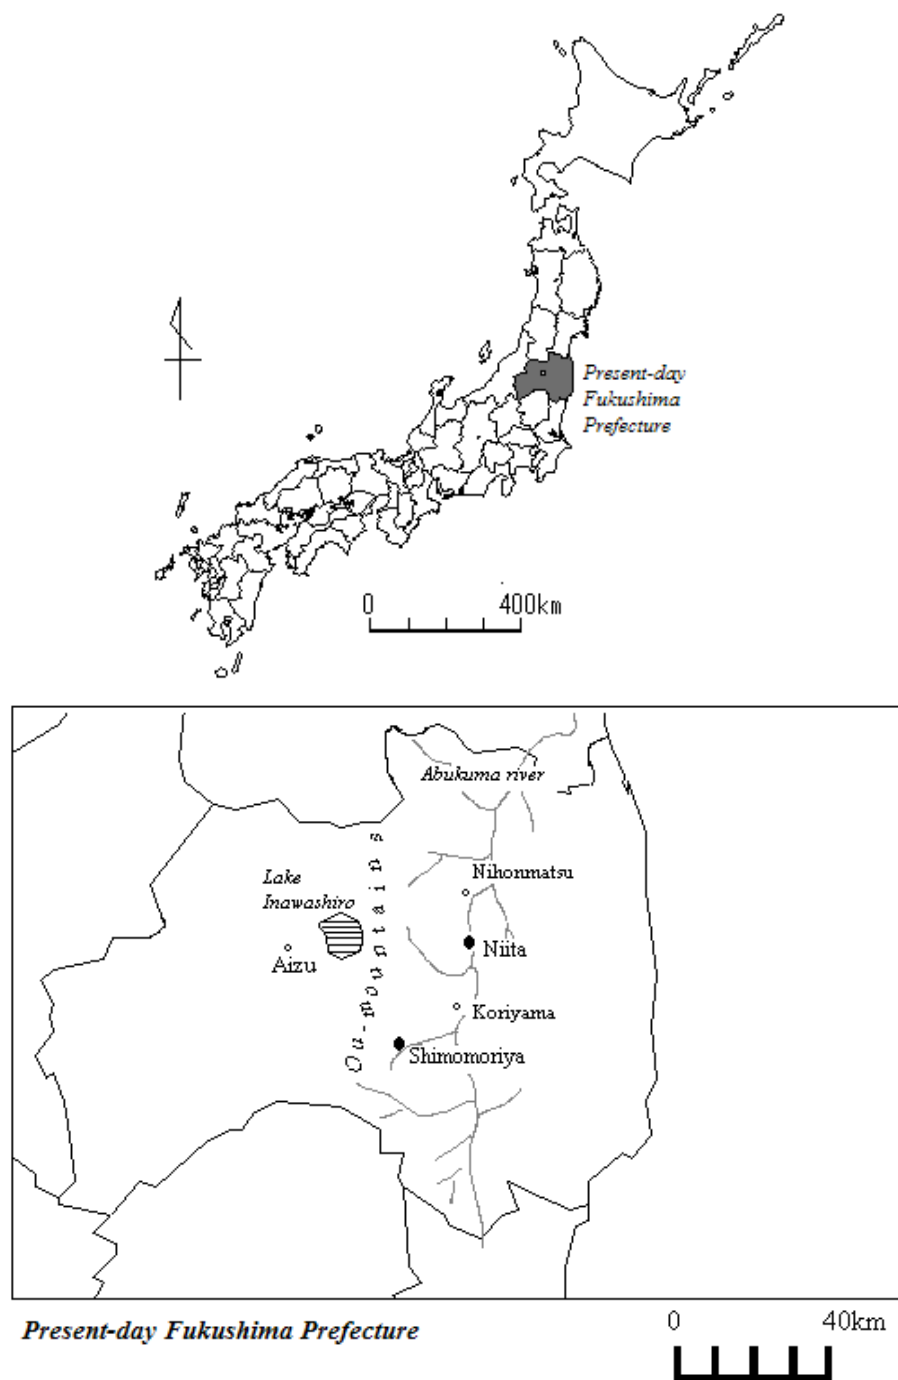 Present-day
Fukushima
Prefecture
0 400km
Abukuma river
Nihonmatsu
Lake
Inawashiro
Ou-mountains
Niita
Aizu
Koriyama
Shimomoriya
Present-day Fukushima Prefecture
0 40km